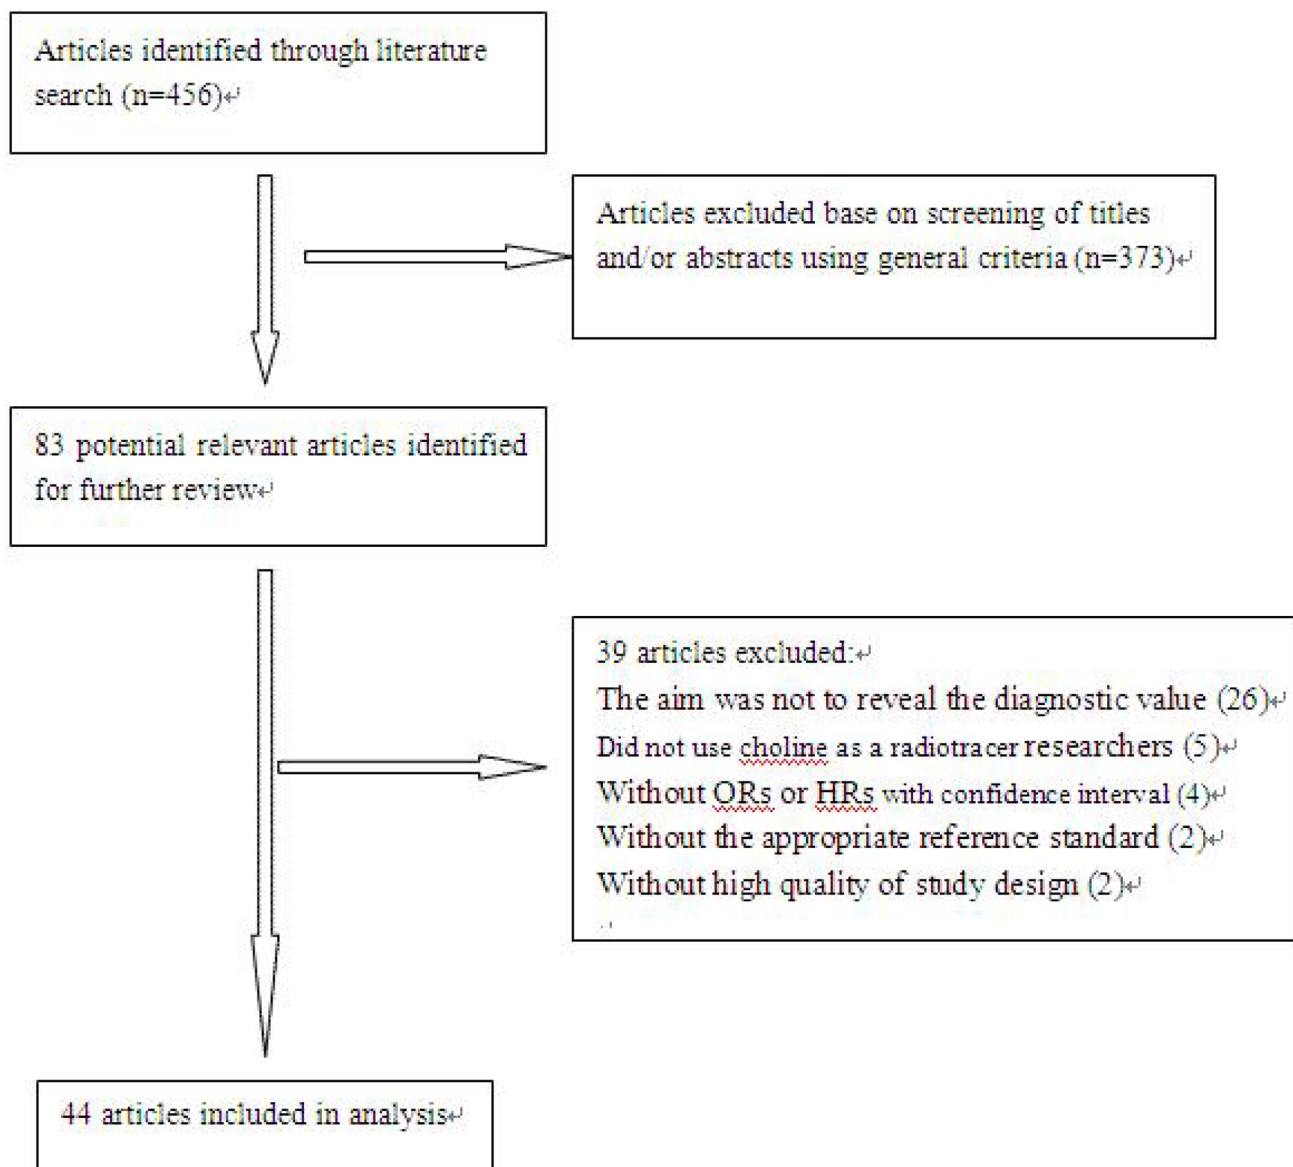 Articles identified through literature
search (n=456)↵
Articles excluded base on screening of titles
and/or abstracts using general criteria (n=373)↵
83 potential relevant articles identified
for further review↵
39 articles excluded:↵
The aim was not to reveal the diagnostic value (26)↵
Did not use choline as a radiotracer researchers (5)↵
Without ORs or HRs with confidence interval (4)↵
Without the appropriate reference standard (2)↵
Without high quality of study design (2)↵
44 articles included in analysis↵